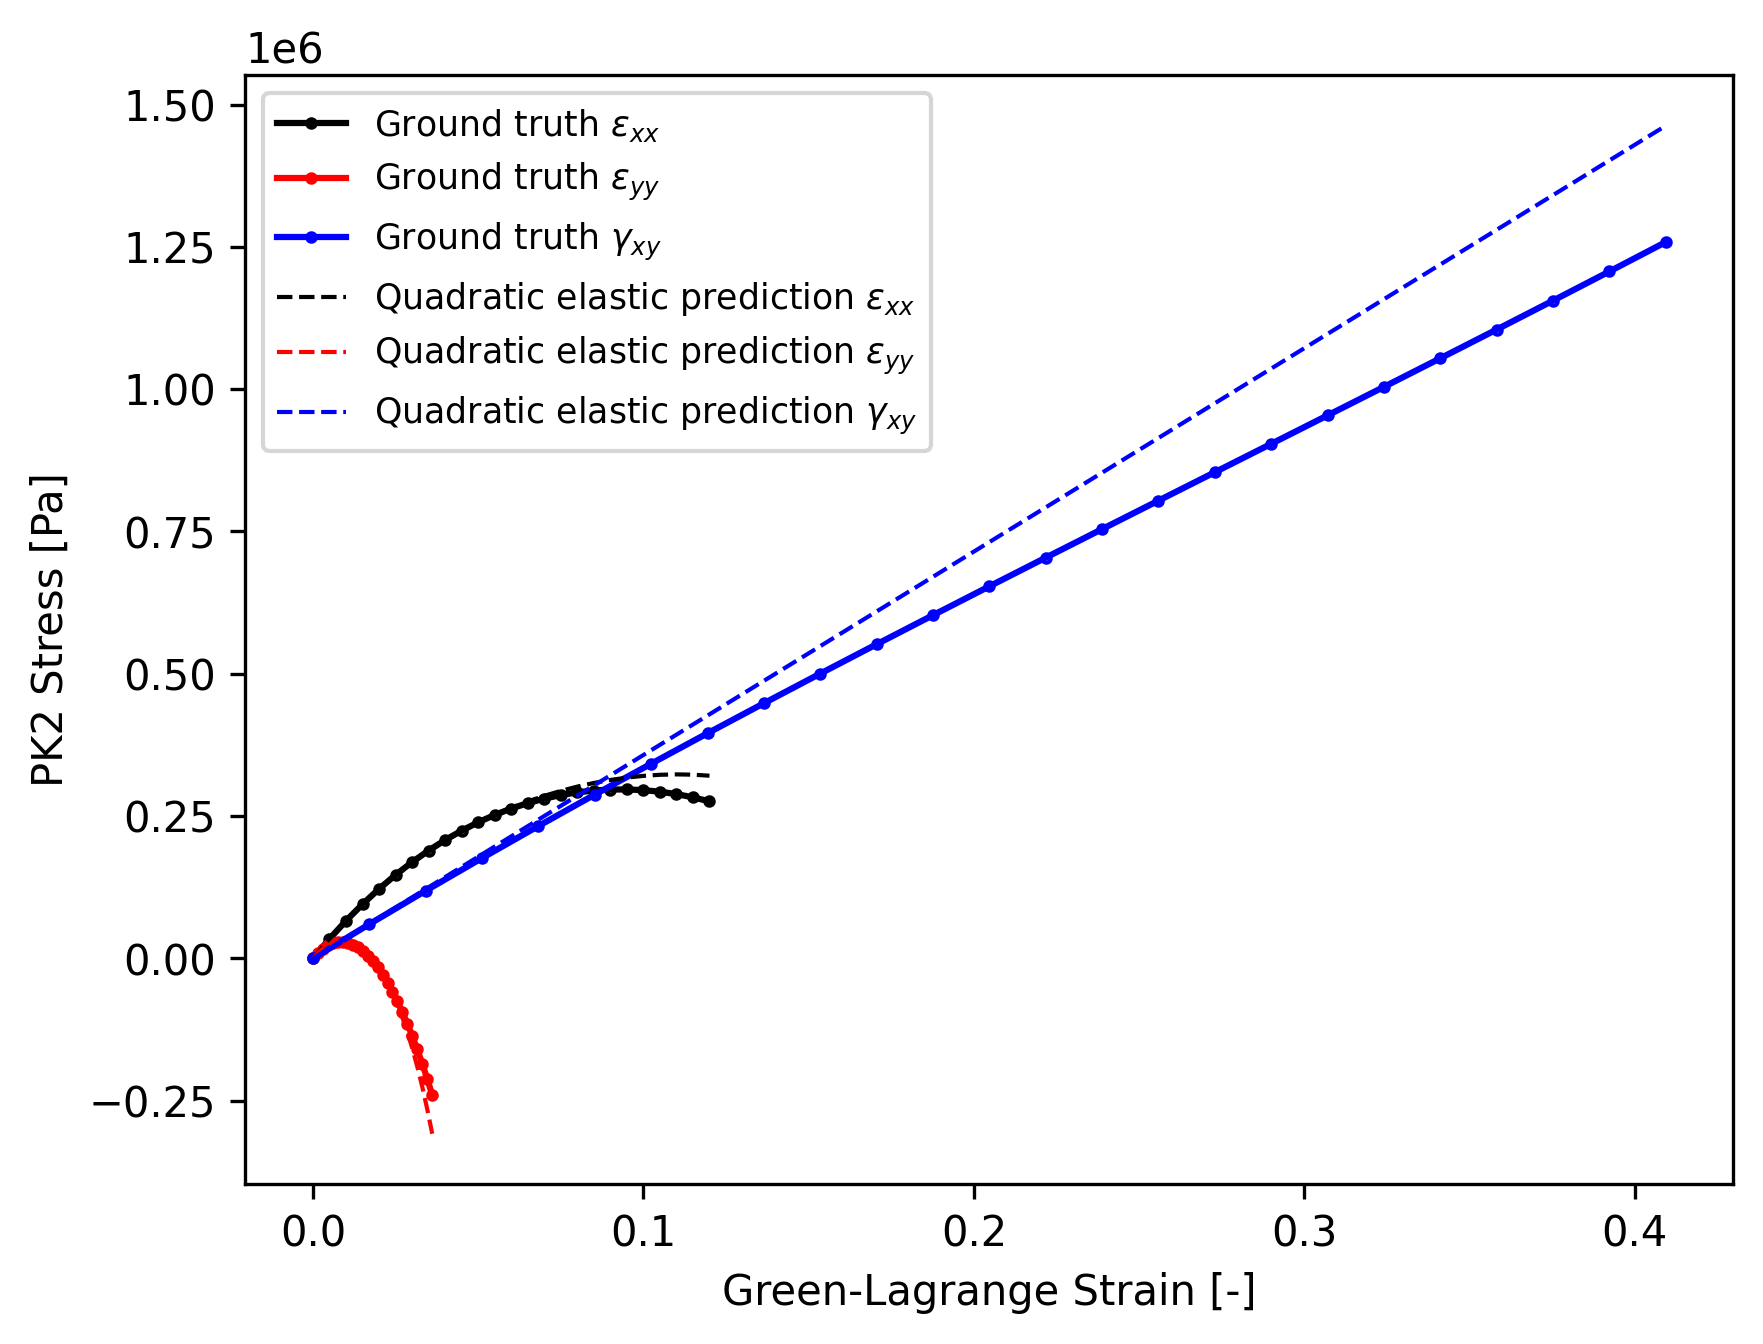 1e6
1.50
1.25
1.00
0.75
0.50
0.25
0.00
−0.25
PK2 Stress [Pa]
Ground truth εxx
Ground truth εyy
Ground truth γxy
Quadratic elastic prediction εxx
Quadratic elastic prediction εyy
Quadratic elastic prediction γxy
0.0 0.1 0.2 0.3 0.4
Green-Lagrange Strain [-]